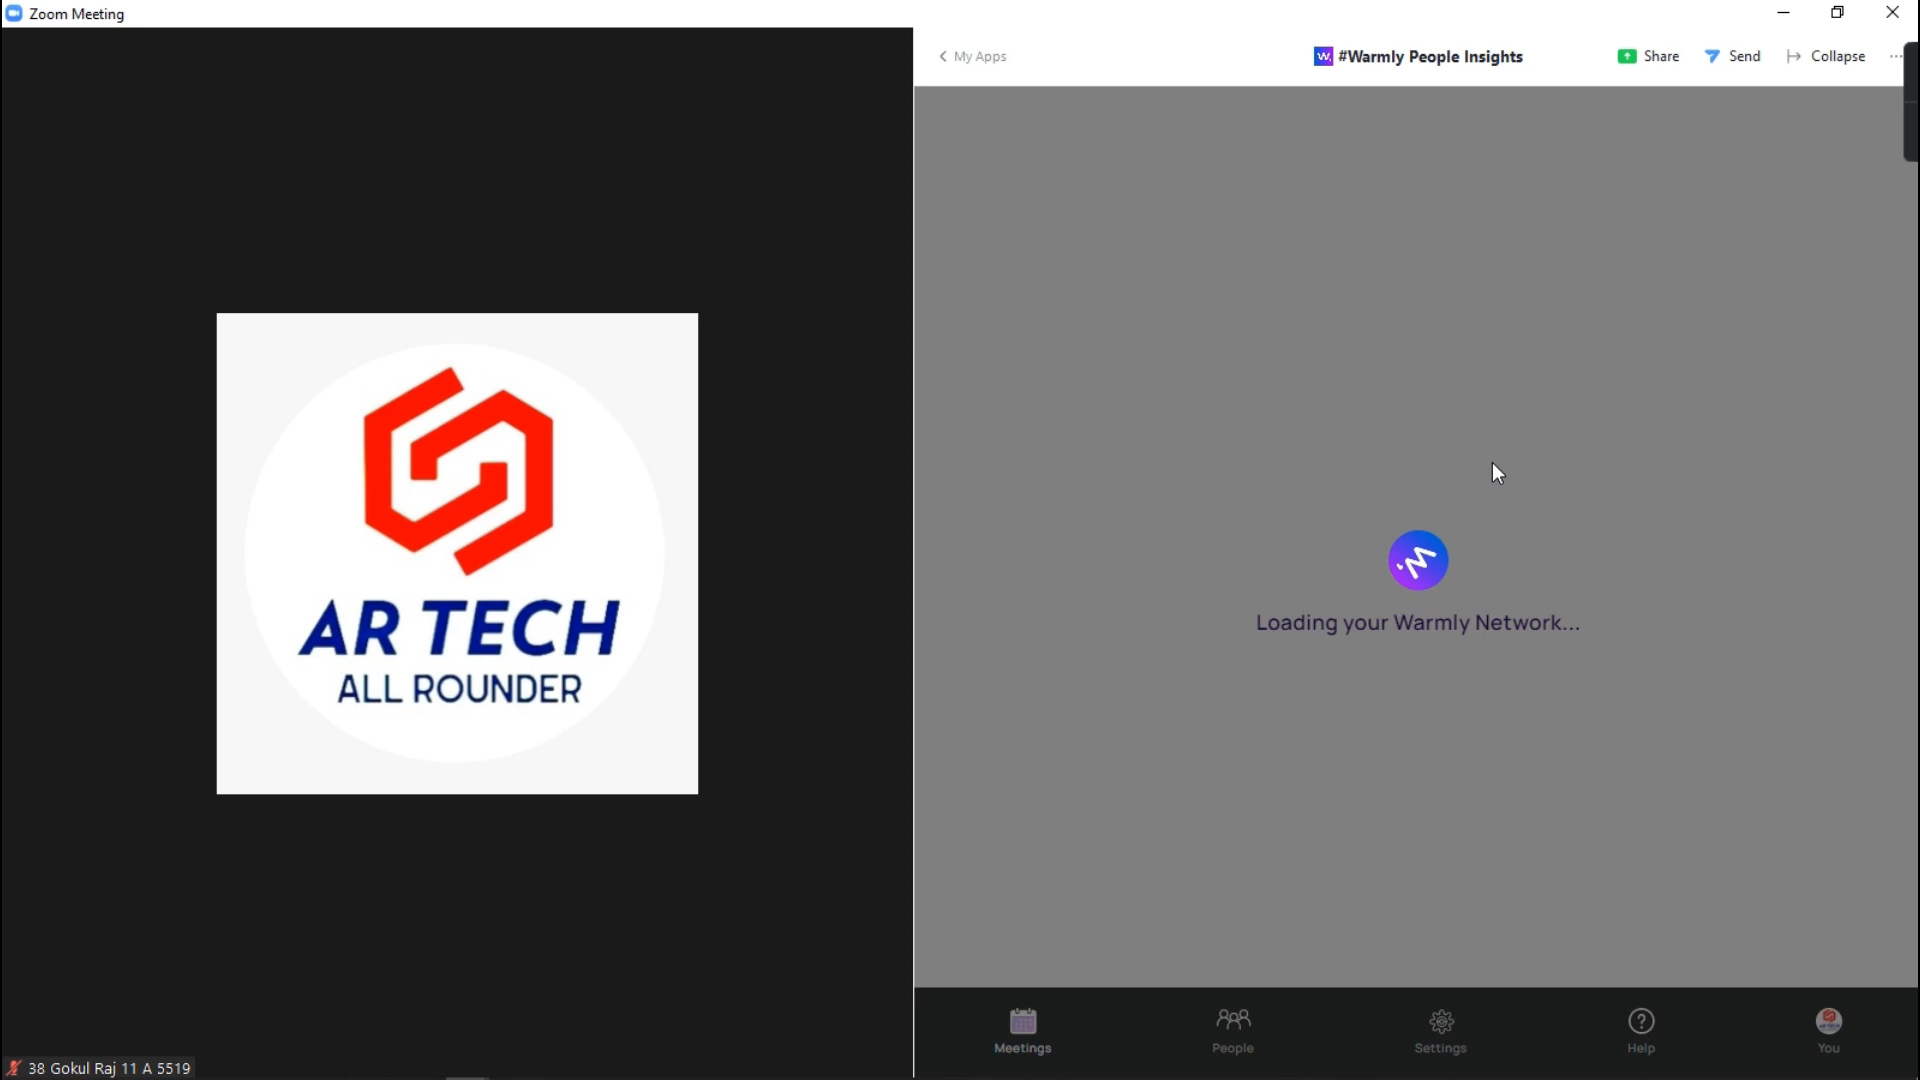 Zoom Meeting
My Apps
#Warmly People Insights
Share
Send
Collapse
AR TECH
ALL ROUNDER
Loading your Warmly Network...
Meetings
People
Settings
Help
You
38 Gokul Raj 11 A 5519